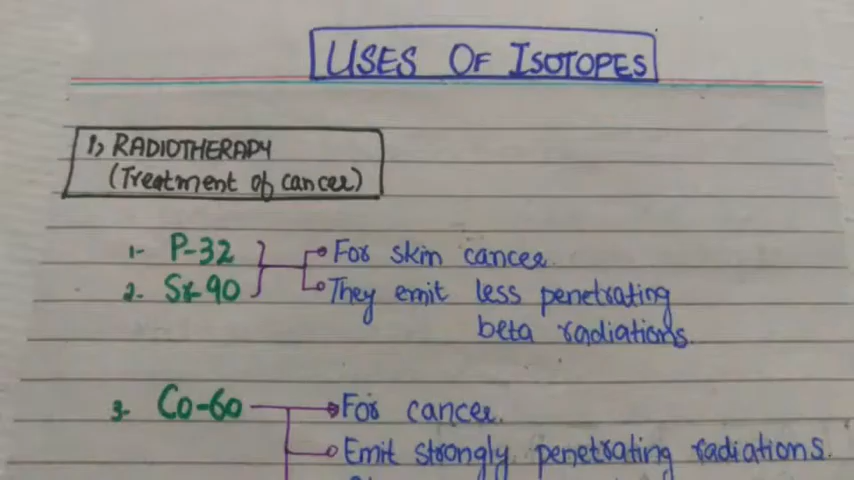 USES OF ISOTOPES
1, RADIOTHERAPY
(Treatment of cancer)
1- P-32
For skin cancer.
2- Sr-90
They emit less penetrating
beta radiations.
3- Co-60
For cancer.
Emit strongly penetrating radiations.